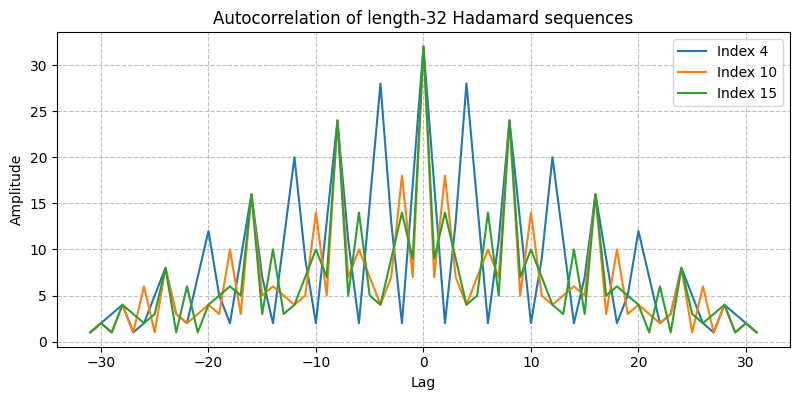 Autocorrelation of length-32 Hadamard sequences
Index 4
Index 10
Index 15
Amplitude
30
25
20
15
10
5
0
−30
−20
−10
0
10
20
30
Lag